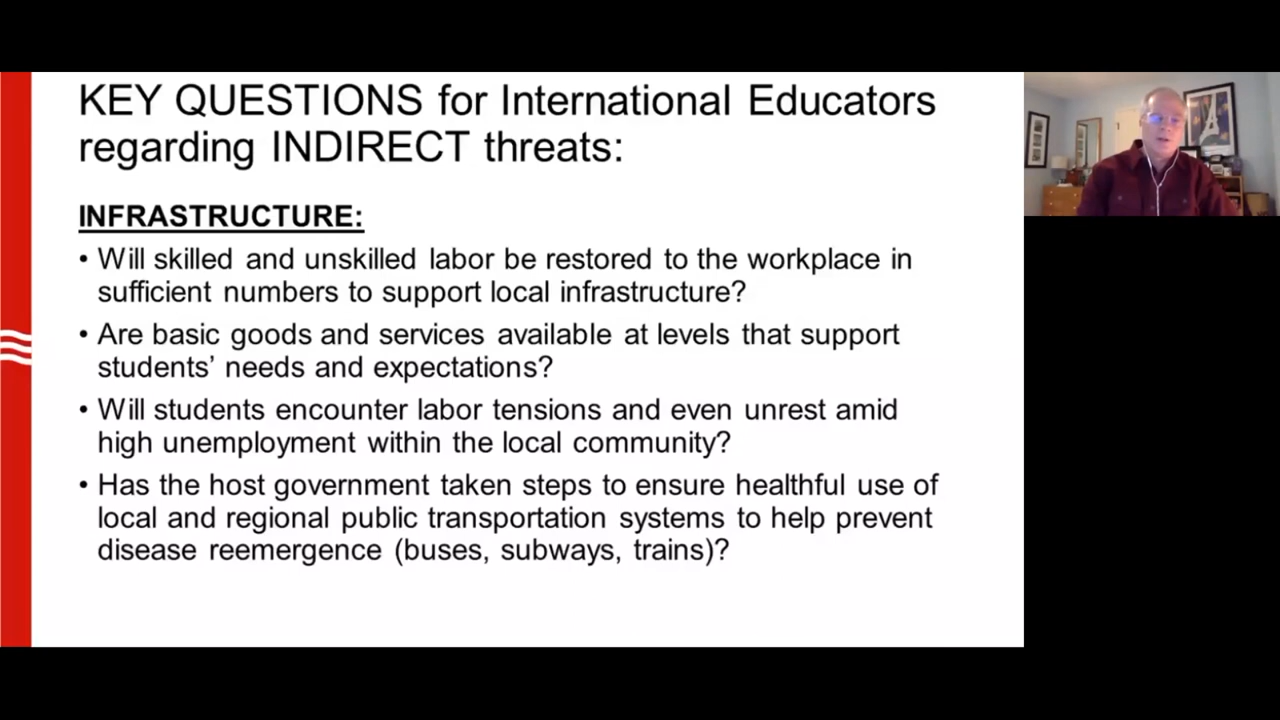 KEY QUESTIONS for International Educators
regarding INDIRECT threats:
INFRASTRUCTURE:
• Will skilled and unskilled labor be restored to the workplace in
sufficient numbers to support local infrastructure?
• Are basic goods and services available at levels that support
students’ needs and expectations?
• Will students encounter labor tensions and even unrest amid
high unemployment within the local community?
• Has the host government taken steps to ensure healthful use of
local and regional public transportation systems to help prevent
disease reemergence (buses, subways, trains)?